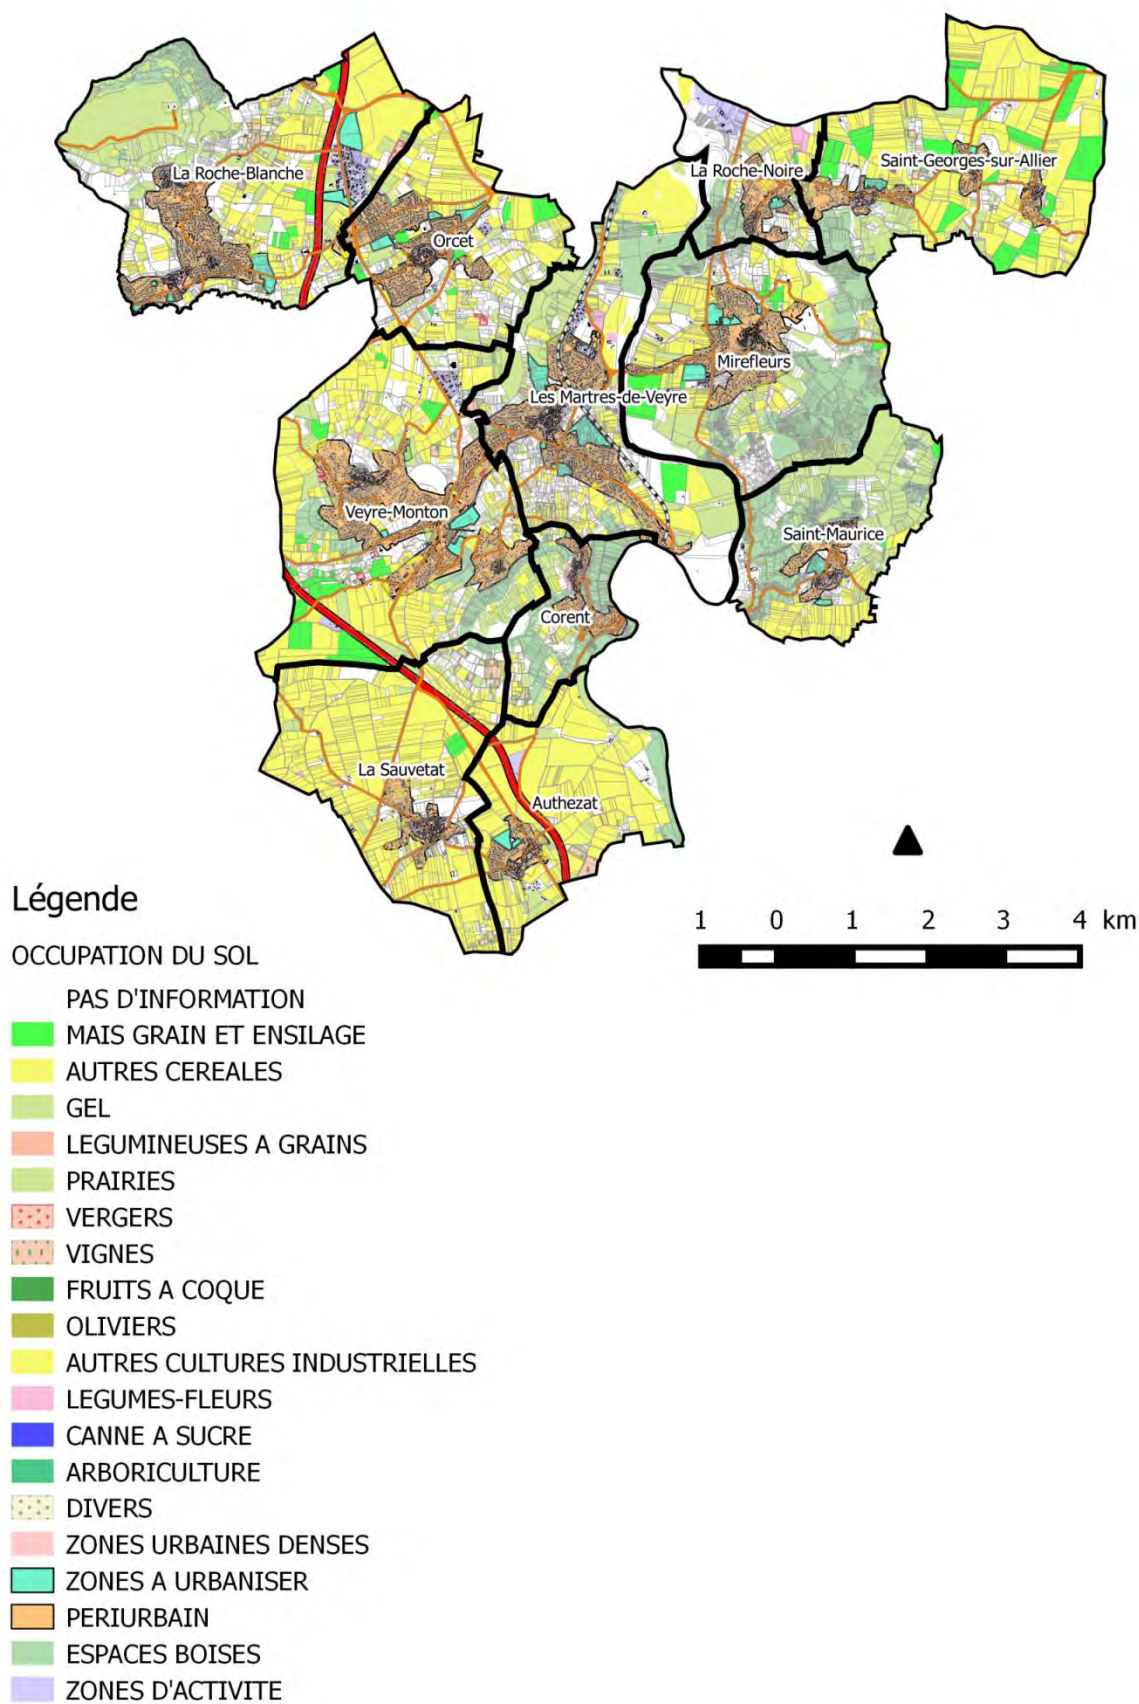 La Roche-Blanche
La Roche-Noire
Saint-Georges-sur-Allier
Orcet
Mirefleurs
Les Martres-de-Veyre
Veyre-Monton
Saint-Maurice
Corent
La Sauvetat
Authezat
1 0 1 2 3 4 km
Légende
OCCUPATION DU SOL
PAS D'INFORMATION
MAIS GRAIN ET ENSILAGE
AUTRES CEREALES
GEL
LEGUMINEUSES A GRAINS
PRAIRIES
VERGERS
VIGNES
FRUITS A COQUE
OLIVIERS
AUTRES CULTURES INDUSTRIELLES
LEGUMES-FLEURS
CANNE A SUCRE
ARBORICULTURE
DIVERS
ZONES URBAINES DENSES
ZONES A URBANISER
PERIURBAIN
ESPACES BOISES
ZONES D'ACTIVITE